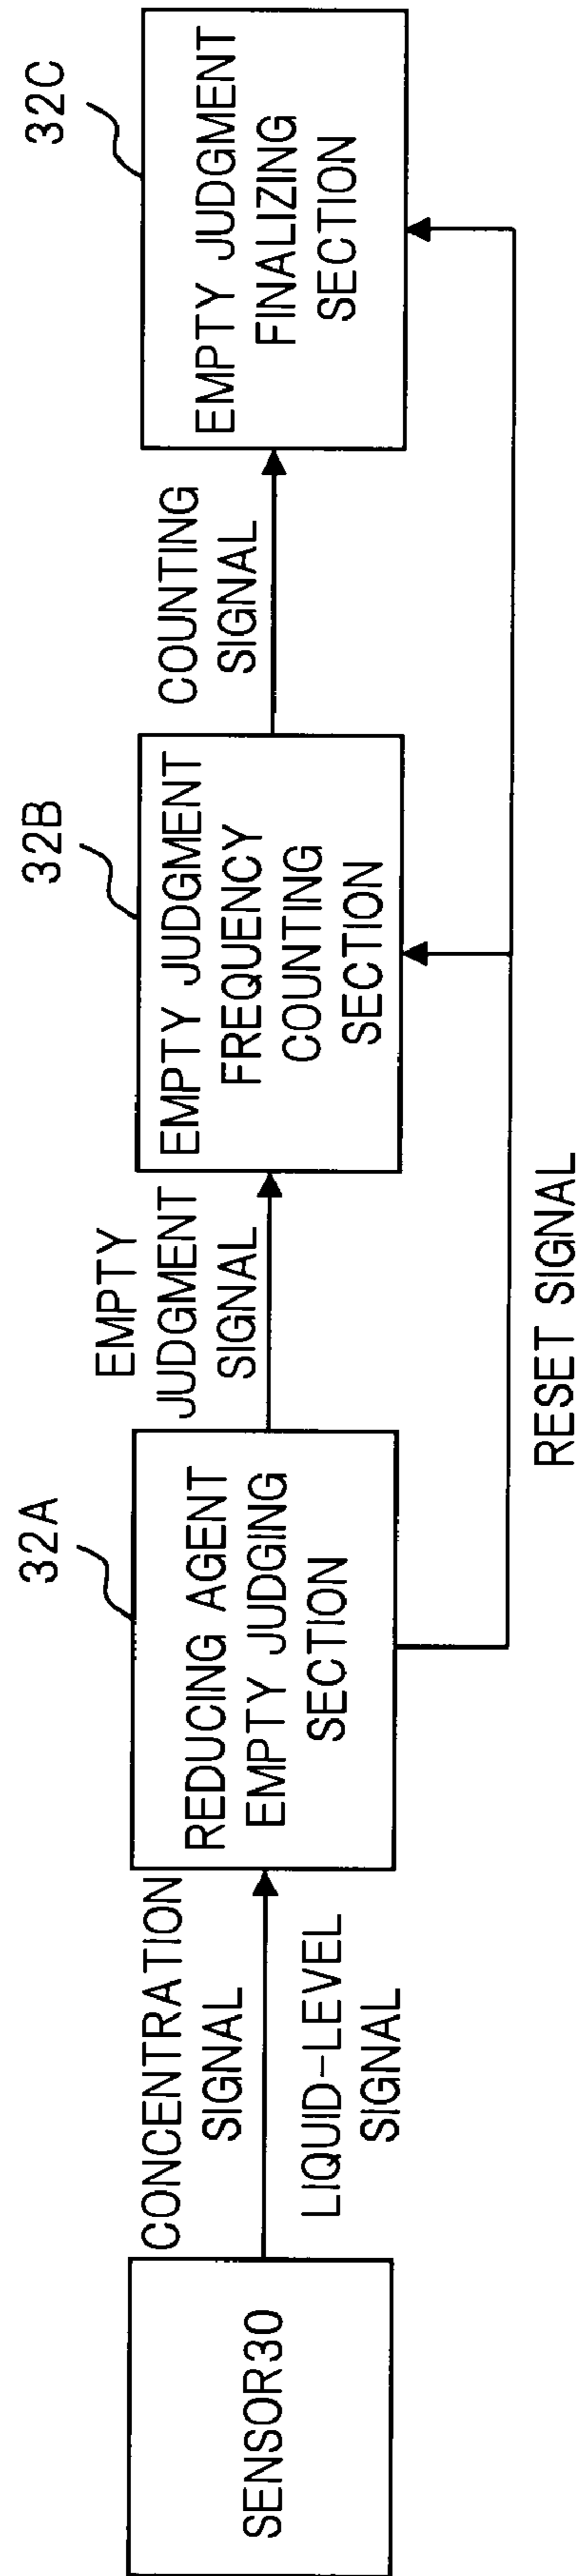 SENSOR30
CONCENTRATION
SIGNAL
LIQUID-LEVEL
SIGNAL
32A
REDUCING AGENT
EMPTY JUDGING
SECTION
EMPTY
JUDGMENT
SIGNAL
32B
EMPTY JUDGMENT
FREQUENCY
COUNTING
SECTION
COUNTING
SIGNAL
32C
EMPTY JUDGMENT
FINALIZING
SECTION
RESET SIGNAL